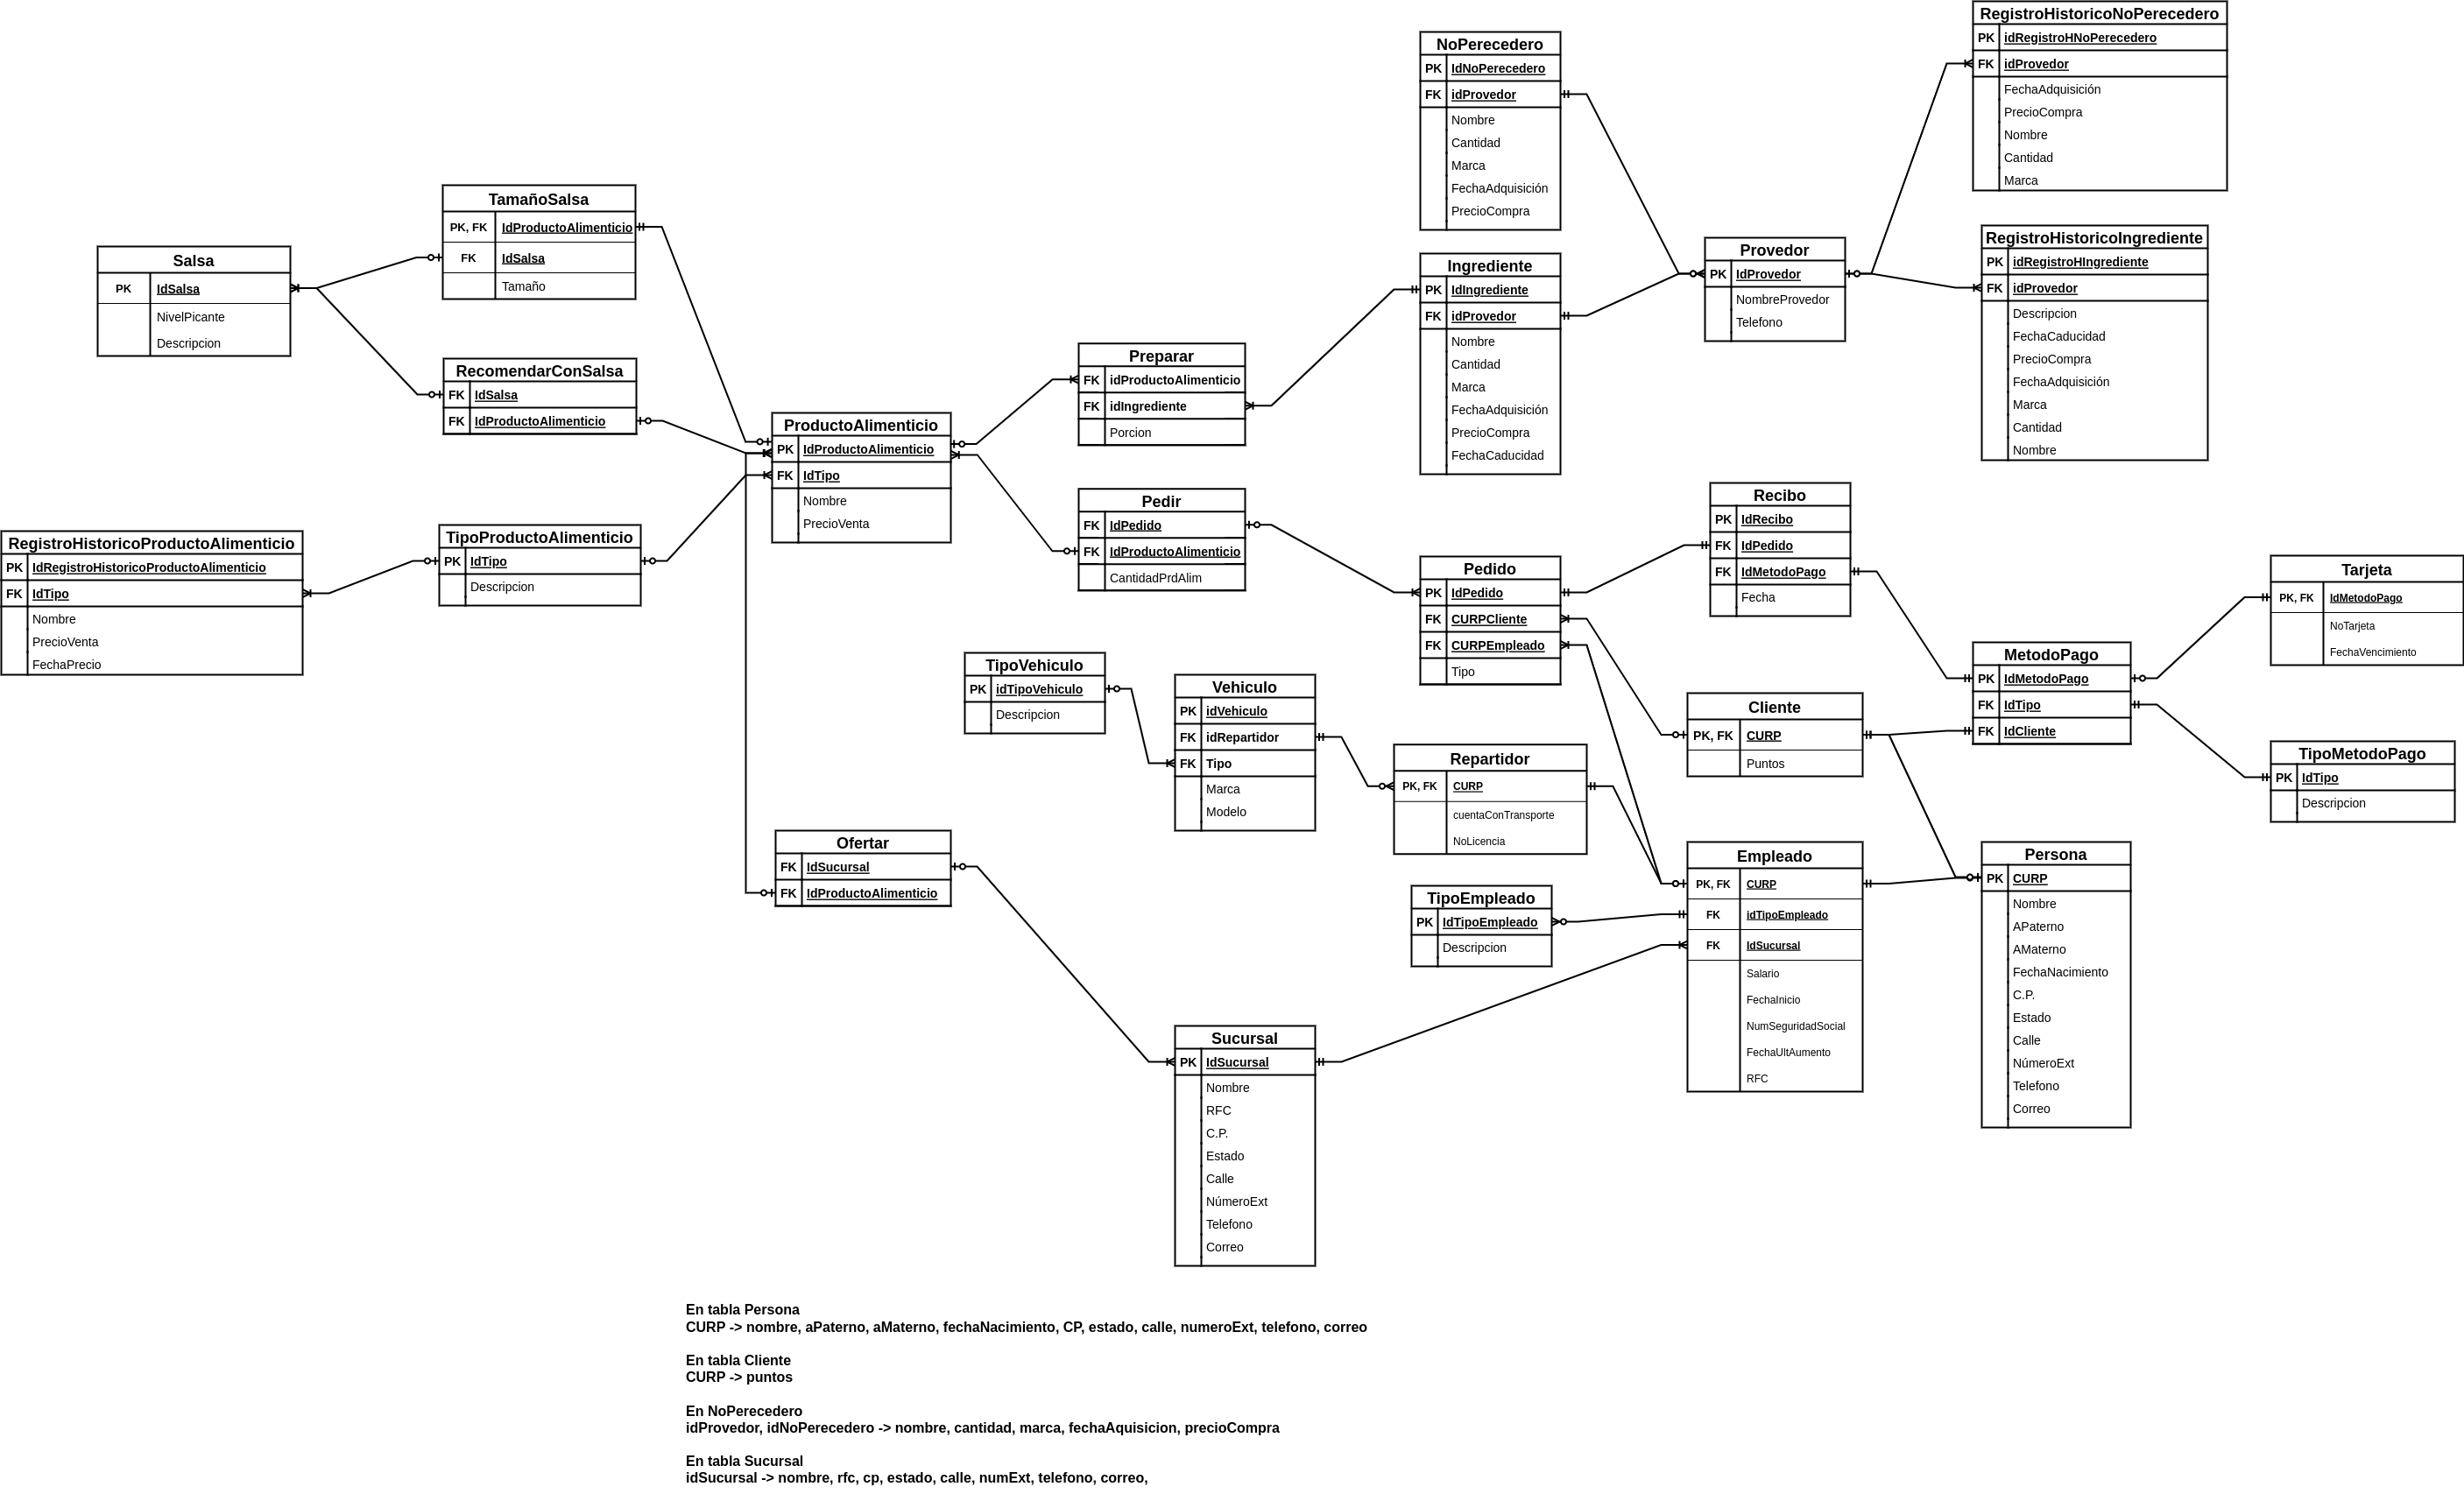 RegistroHistoricoNoPerecedero
PK idRegistroHNoPerecedero
FK idProvedor
FechaAdquisición
PrecioCompra
Nombre
Cantidad
Marca
NoPerecedero
PK IdNoPerecedero
FK idProvedor
Nombre
Cantidad
Marca
FechaAdquisición
PrecioCompra
TamañoSalsa
PK, FK IdProductoAlimenticio
FK IdSalsa
Tamaño
Salsa
PK IdSalsa
NivelPicante
Descripcion
RecomendarConSalsa
FK IdSalsa
FK IdProductoAlimenticio
Provedor
PK IdProvedor
NombreProvedor
Telefono
RegistroHistoricoIngrediente
PK idRegistroHIngrediente
FK idProvedor
Descripcion
FechaCaducidad
PrecioCompra
FechaAdquisición
Marca
Cantidad
Nombre
Ingrediente
PK IdIngrediente
FK idProvedor
Nombre
Cantidad
Marca
FechaAdquisición
PrecioCompra
FechaCaducidad
Preparar
FK idProductoAlimenticio
FK idIngrediente
Porcion
ProductoAlimenticio
PK IdProductoAlimenticio
FK IdTipo
Nombre
PrecioVenta
Pedir
FK IdPedido
FK IdProductoAlimenticio
CantidadPrdAlim
RegistroHistoricoProductoAlimenticio
PK IdRegistroHistoricoProductoAlimenticio
FK IdTipo
Nombre
PrecioVenta
FechaPrecio
TipoProductoAlimenticio
PK IdTipo
Descripcion
Recibo
PK IdRecibo
FK IdPedido
FK IdMetodoPago
Fecha
Pedido
PK IdPedido
FK CURPCliente
FK CURPEmpleado
Tipo
Tarjeta
PK, FK IdMetodoPago
NoTarjeta
FechaVencimiento
MetodoPago
PK IdMetodoPago
FK IdTipo
FK IdCliente
TipoVehiculo
PK idTipoVehiculo
Descripcion
Vehiculo
PK idVehiculo
FK idRepartidor
FK Tipo
Marca
Modelo
Cliente
PK, FK CURP
Puntos
Repartidor
PK, FK CURP
cuentaConTransporte
NoLicencia
TipoMetodoPago
PK IdTipo
Descripcion
Ofertar
FK IdSucursal
FK IdProductoAlimenticio
TipoEmpleado
PK IdTipoEmpleado
Descripcion
Empleado
PK, FK CURP
FK idTipoEmpleado
FK IdSucursal
Salario
FechaInicio
NumSeguridadSocial
FechaUltAumento
RFC
Persona
PK CURP
Nombre
APaterno
AMaterno
FechaNacimiento
C.P.
Estado
Calle
NúmeroExt
Telefono
Correo
Sucursal
PK IdSucursal
Nombre
RFC
C.P.
Estado
Calle
NúmeroExt
Telefono
Correo
En tabla Persona
CURP -> nombre, aPaterno, aMaterno, fechaNacimiento, CP, estado, calle, numeroExt, telefono, correo
En tabla Cliente
CURP -> puntos
En NoPerecedero
idProvedor, idNoPerecedero -> nombre, cantidad, marca, fechaAquisicion, precioCompra
En tabla Sucursal
idSucursal -> nombre, rfc, cp, estado, calle, numExt, telefono, correo,